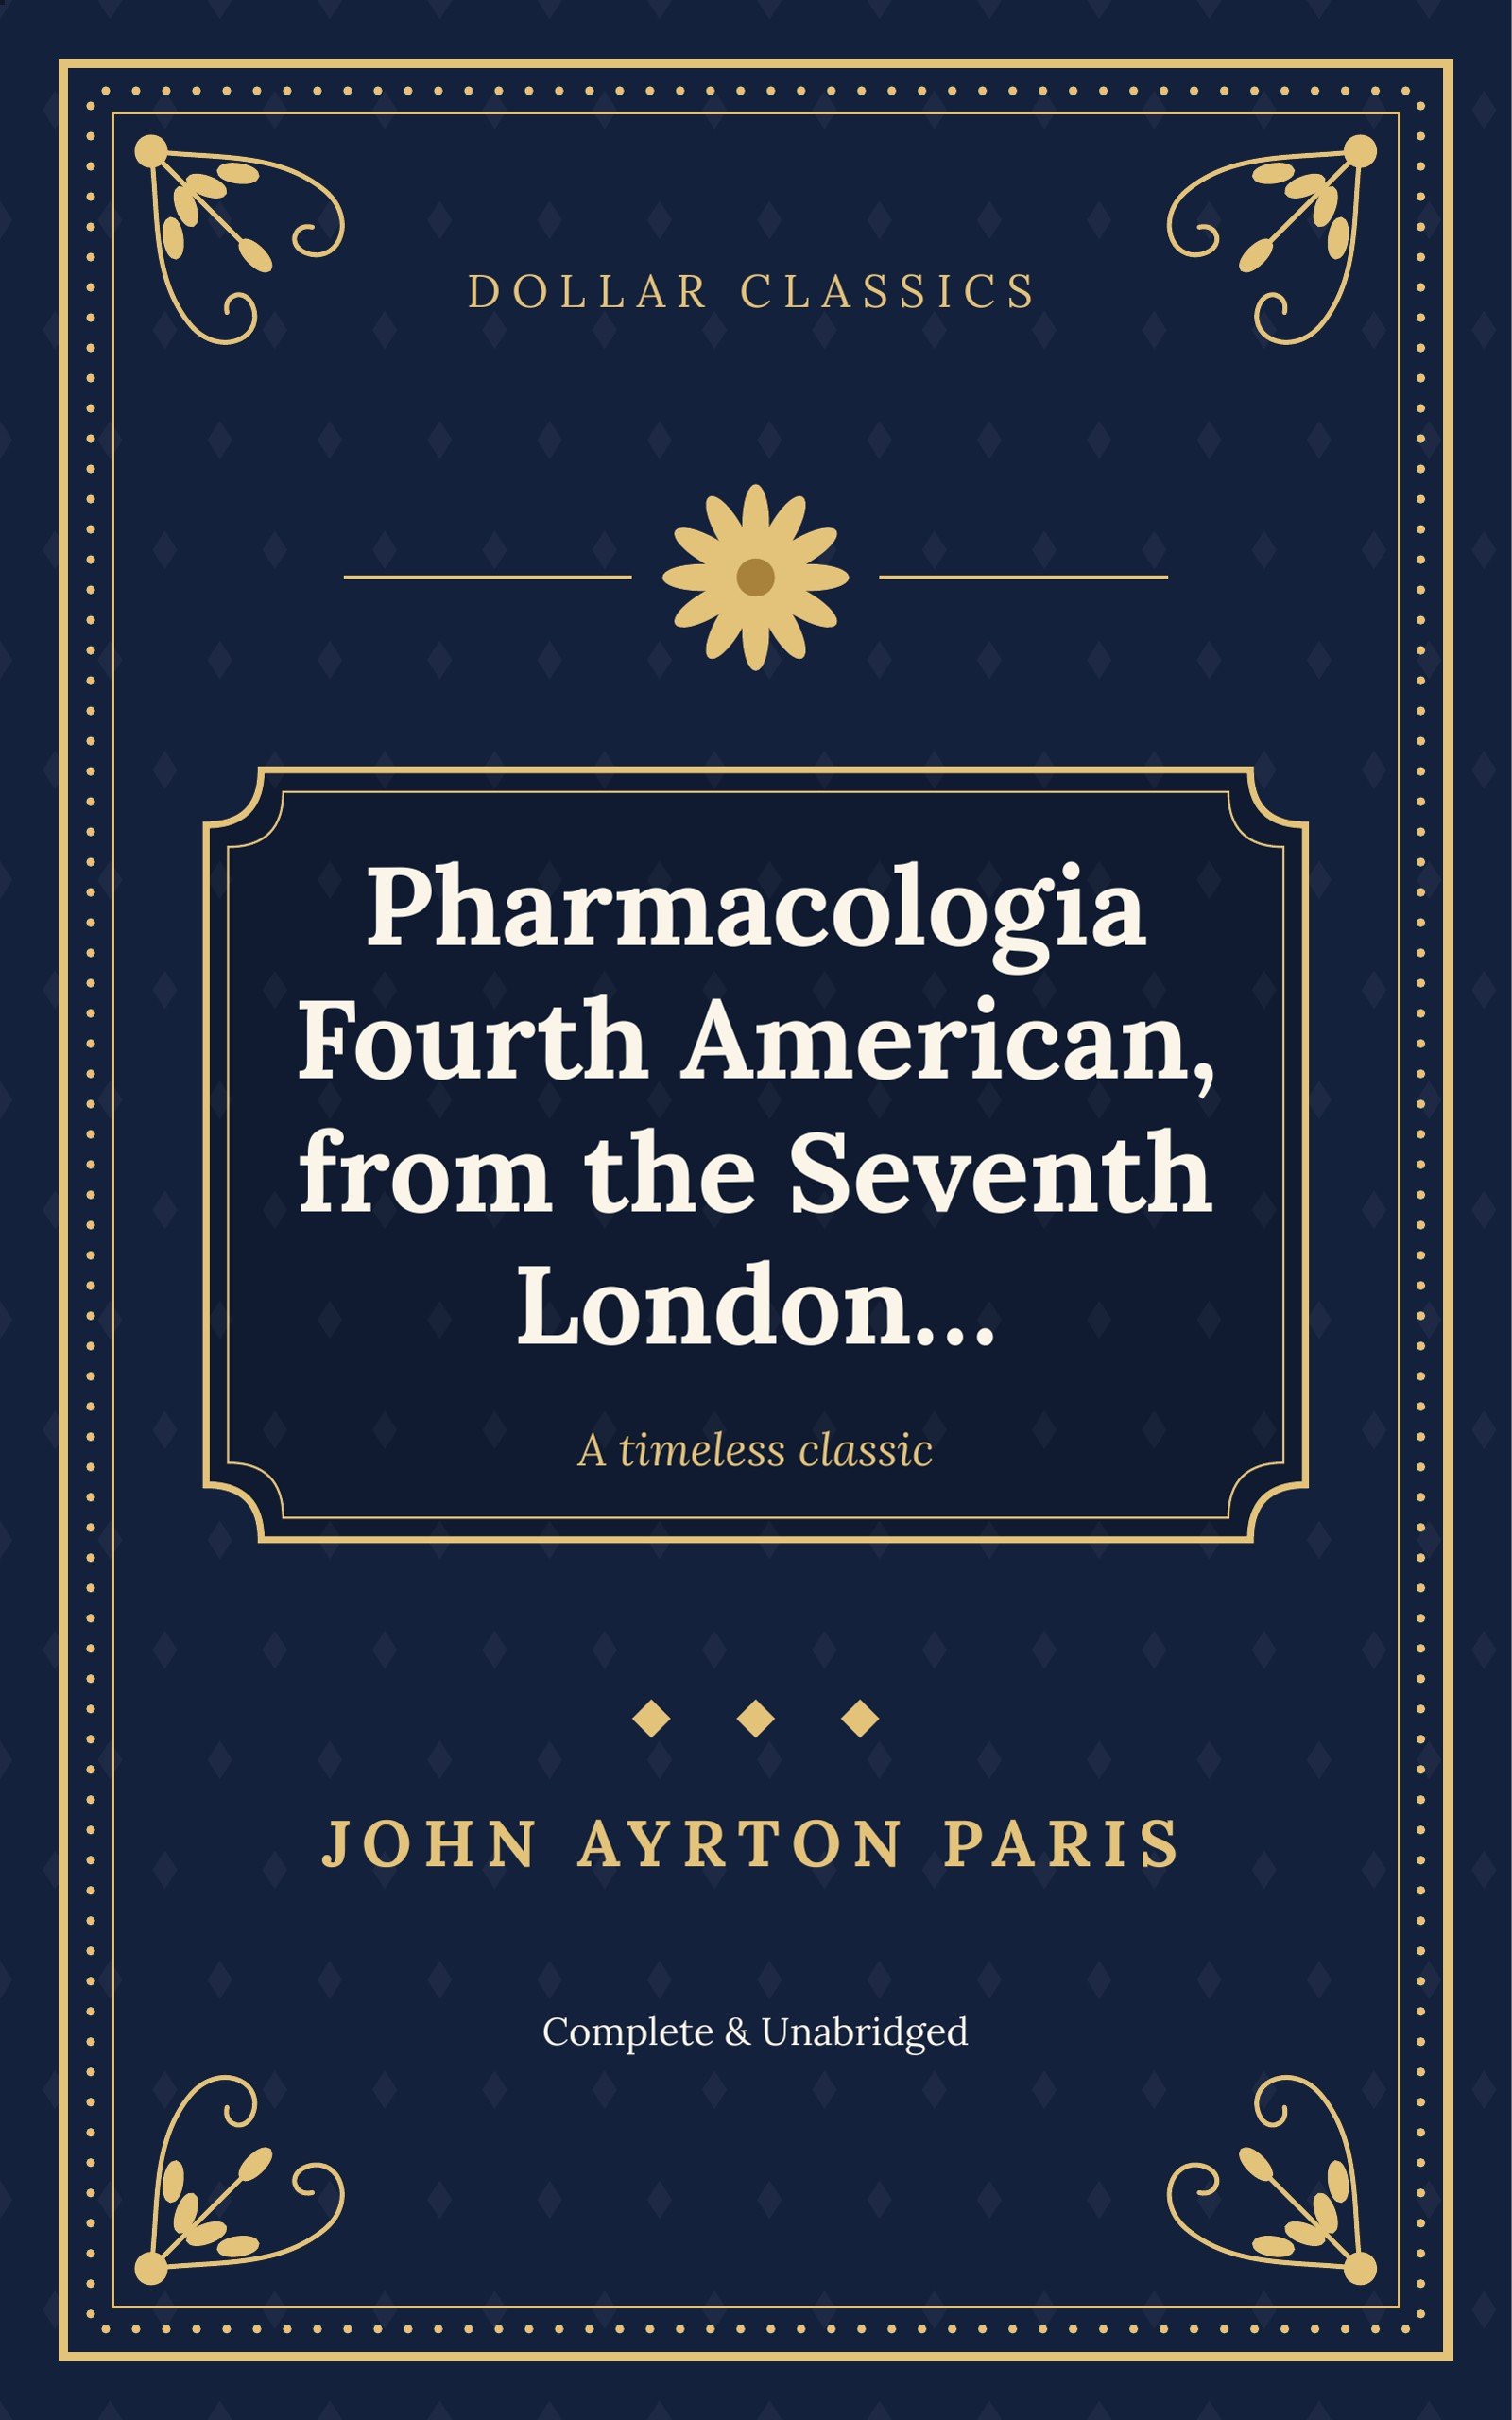 DOLLAR CLASSICS
Pharmacologia
Fourth American,
from the Seventh
London...
A timeless classic
JOHN AYRTON PARIS
Complete & Unabridged